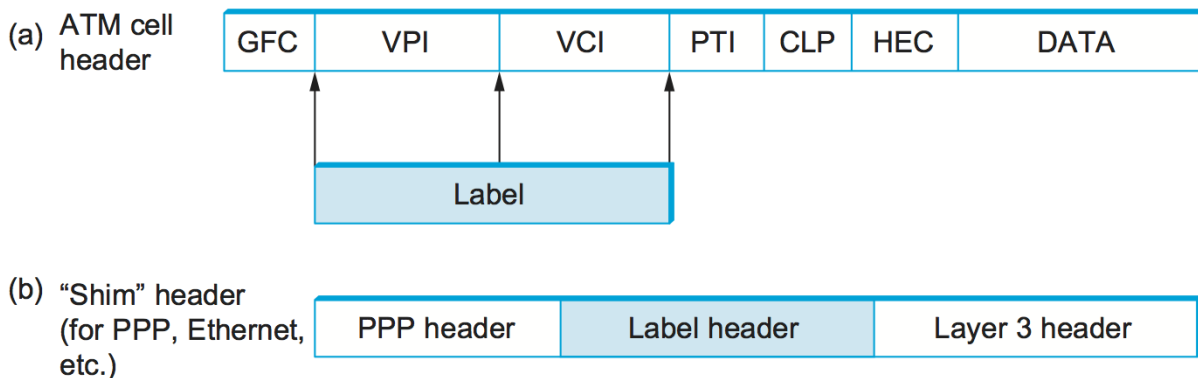 (a) ATM cell
header
GFC VPI VCI PTI CLP HEC DATA
Label
(b) “Shim” header
(for PPP, Ethernet,
etc.)
PPP header Label header Layer 3 header